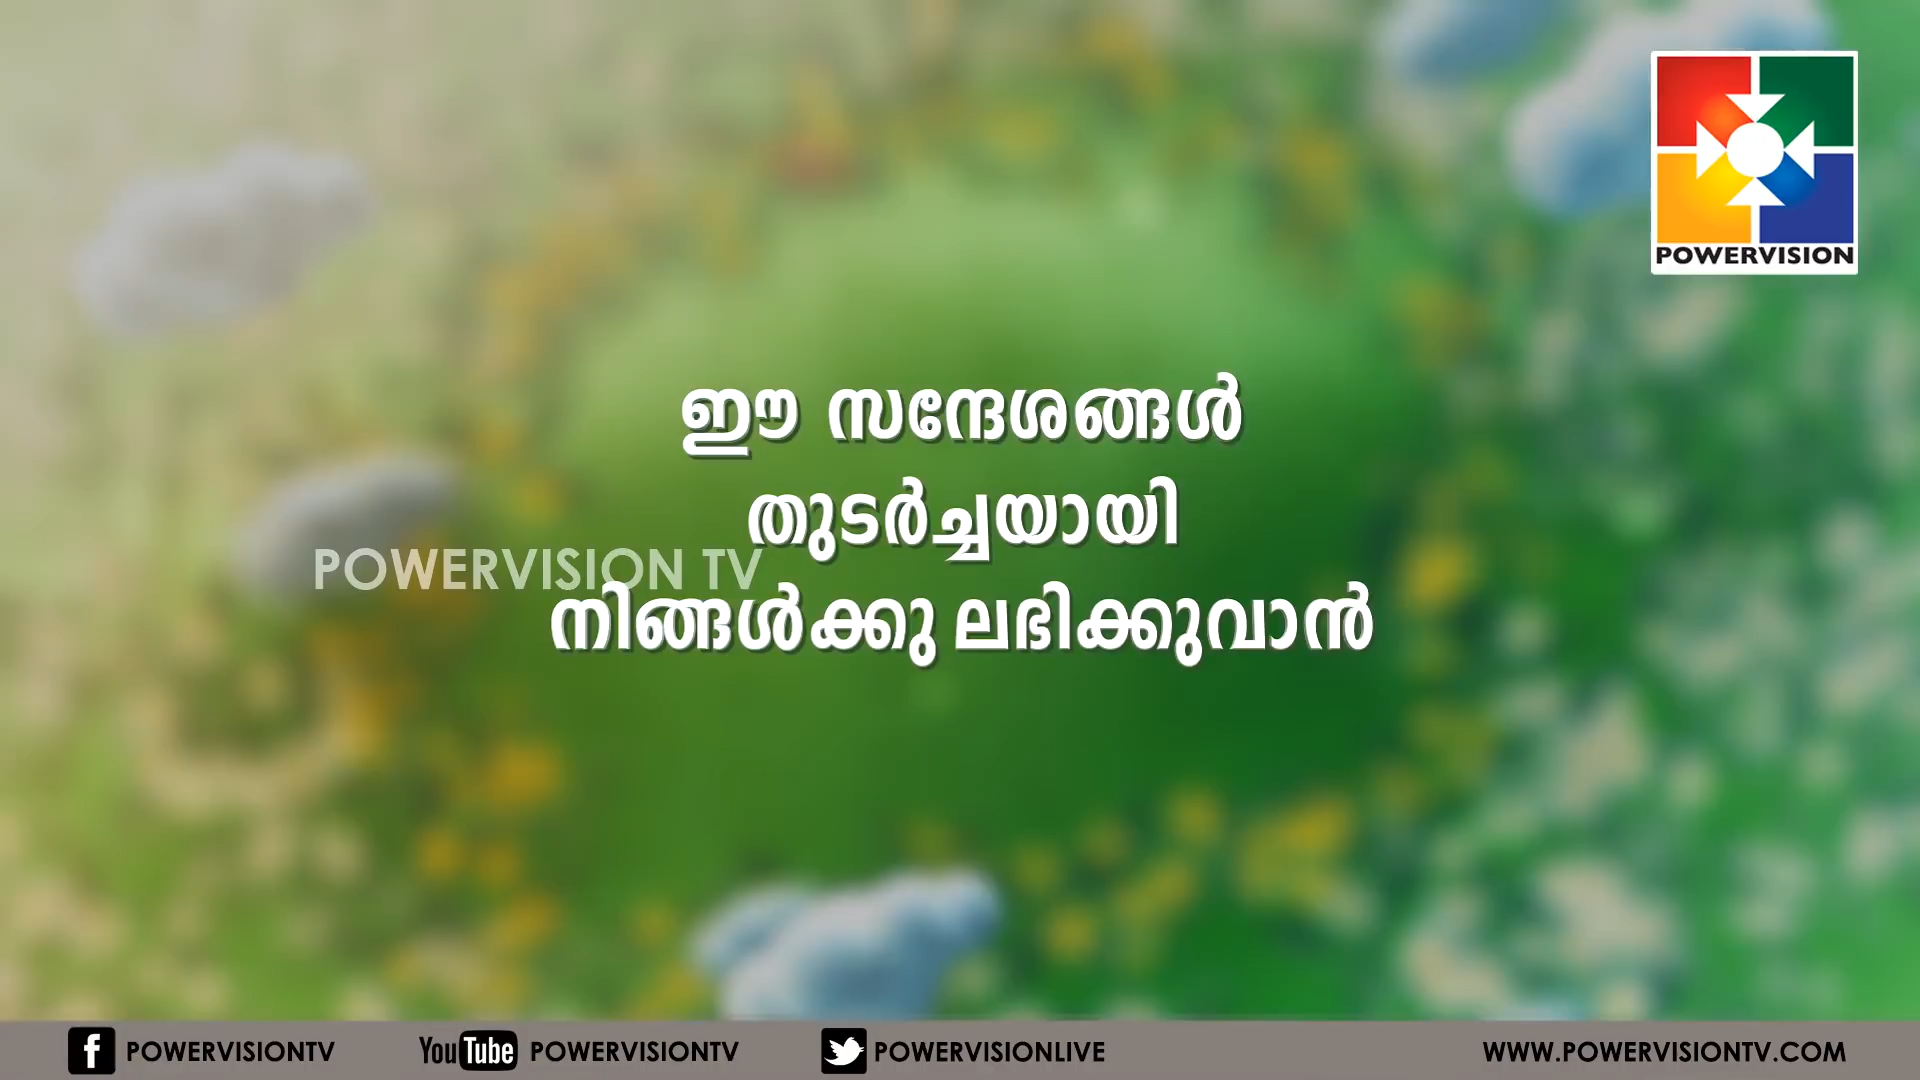 POWERVISION
ഈ സന്ദേശങ്ങൾ
തുടർച്ചയായി
POWERVISION TV
നിങ്ങൾക്കു ലഭിക്കുവാൻ
f POWERVISIONTV
YouTube POWERVISIONTV
POWERVISIONLIVE
WWW.POWERVISIONTV.COM